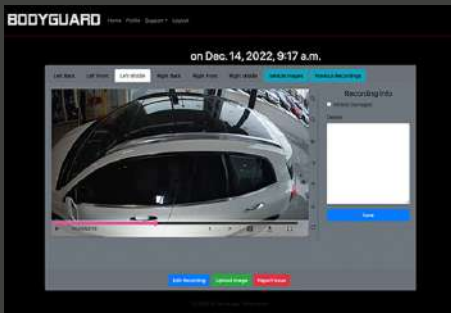 BODYGUARD Home Profile Support Logout
on Dec. 14, 2022, 9:17 a.m.
Left Back Left Front Left Middle Right Back Right Front Right Middle Vehicle Images Previous Recordings
Recording Info
Vehicle Damaged
Details
Save
Edit Recording Upload Image Report Issue